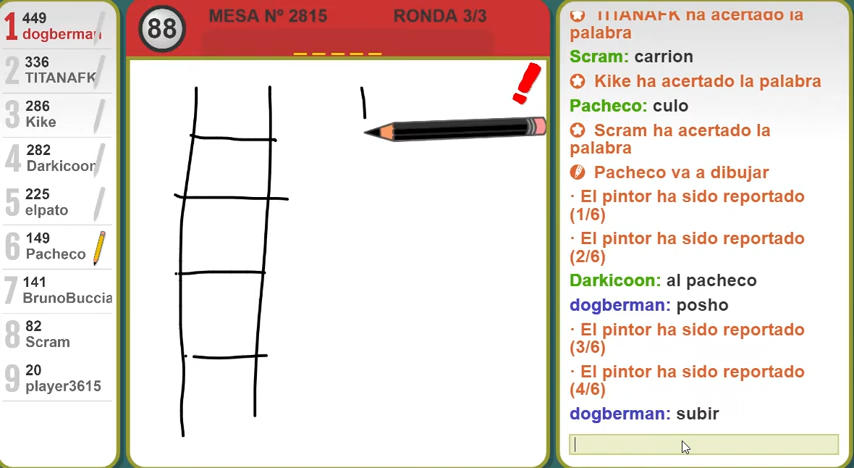 1 449
dogberman
2 336
TITANAFK
3 286
Kike
4 282
Darkicoon
5 225
elpato
6 149
Pacheco
7 141
BrunoBuccia
8 82
Scram
9 20
player3615
88
MESA Nº 2815 RONDA 3/3
_ _ _ _ _
!
TITANAFK ha acertado la
palabra
Scram: carrion
Kike ha acertado la palabra
Pacheco: culo
Scram ha acertado la
palabra
Pacheco va a dibujar
· El pintor ha sido reportado
(1/6)
· El pintor ha sido reportado
(2/6)
Darkicoon: al pacheco
dogberman: posho
· El pintor ha sido reportado
(3/6)
· El pintor ha sido reportado
(4/6)
dogberman: subir